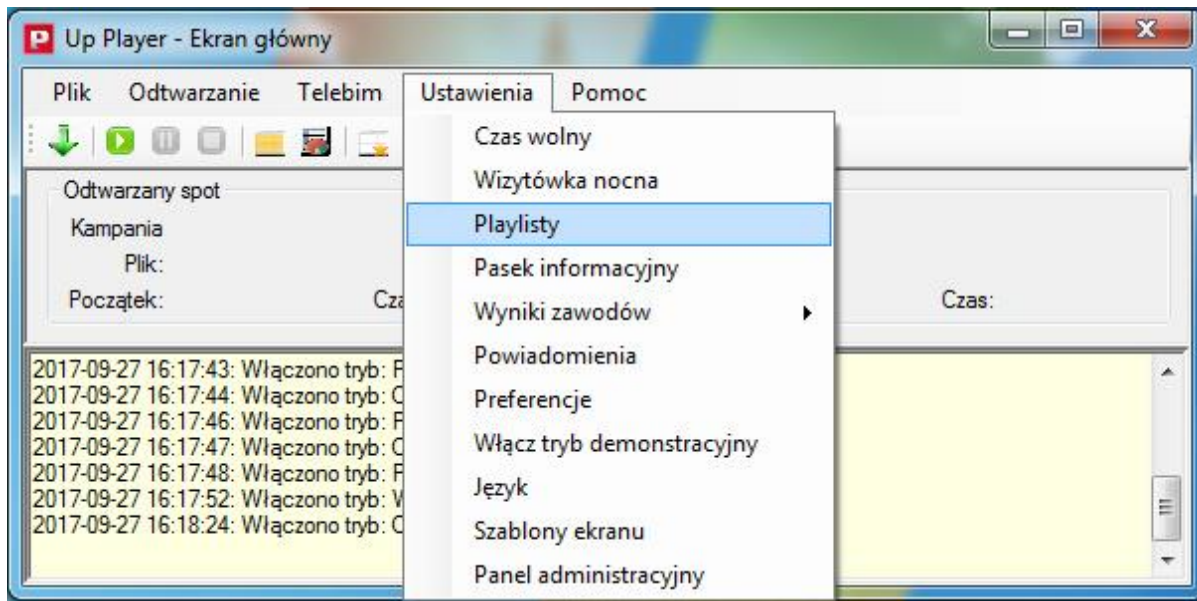 P Up Player - Ekran główny
Plik Odtwarzanie Telebim Ustawienia Pomoc
Czas wolny
Wizytówka nocna
Playlisty
Pasek informacyjny
Wyniki zawodów
Powiadomienia
Preferencje
Włącz tryb demonstracyjny
Język
Szablony ekranu
Panel administracyjny
Odtwarzany spot
Kampania
Plik:
Początek:
Czas:
2017-09-27 16:17:43: Włączono tryb:
2017-09-27 16:17:44: Włączono tryb:
2017-09-27 16:17:46: Włączono tryb:
2017-09-27 16:17:47: Włączono tryb:
2017-09-27 16:17:48: Włączono tryb:
2017-09-27 16:17:52: Włączono tryb:
2017-09-27 16:18:24: Włączono tryb: